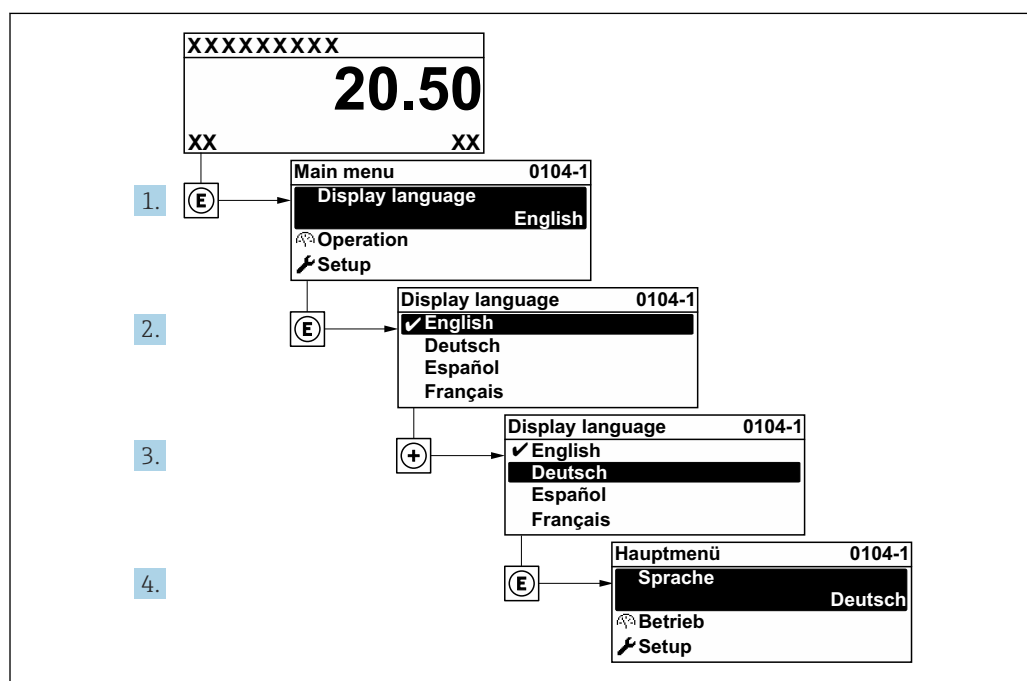 XXXXXXXXX
20.50
XX XX
1.
E
Main menu 0104-1
Display language
English
Operation
Setup
2.
E
Display language 0104-1
✔ English
Deutsch
Español
Français
3.
+
Display language 0104-1
✔ English
Deutsch
Español
Français
4.
E
Hauptmenü 0104-1
Sprache
Deutsch
Betrieb
Setup